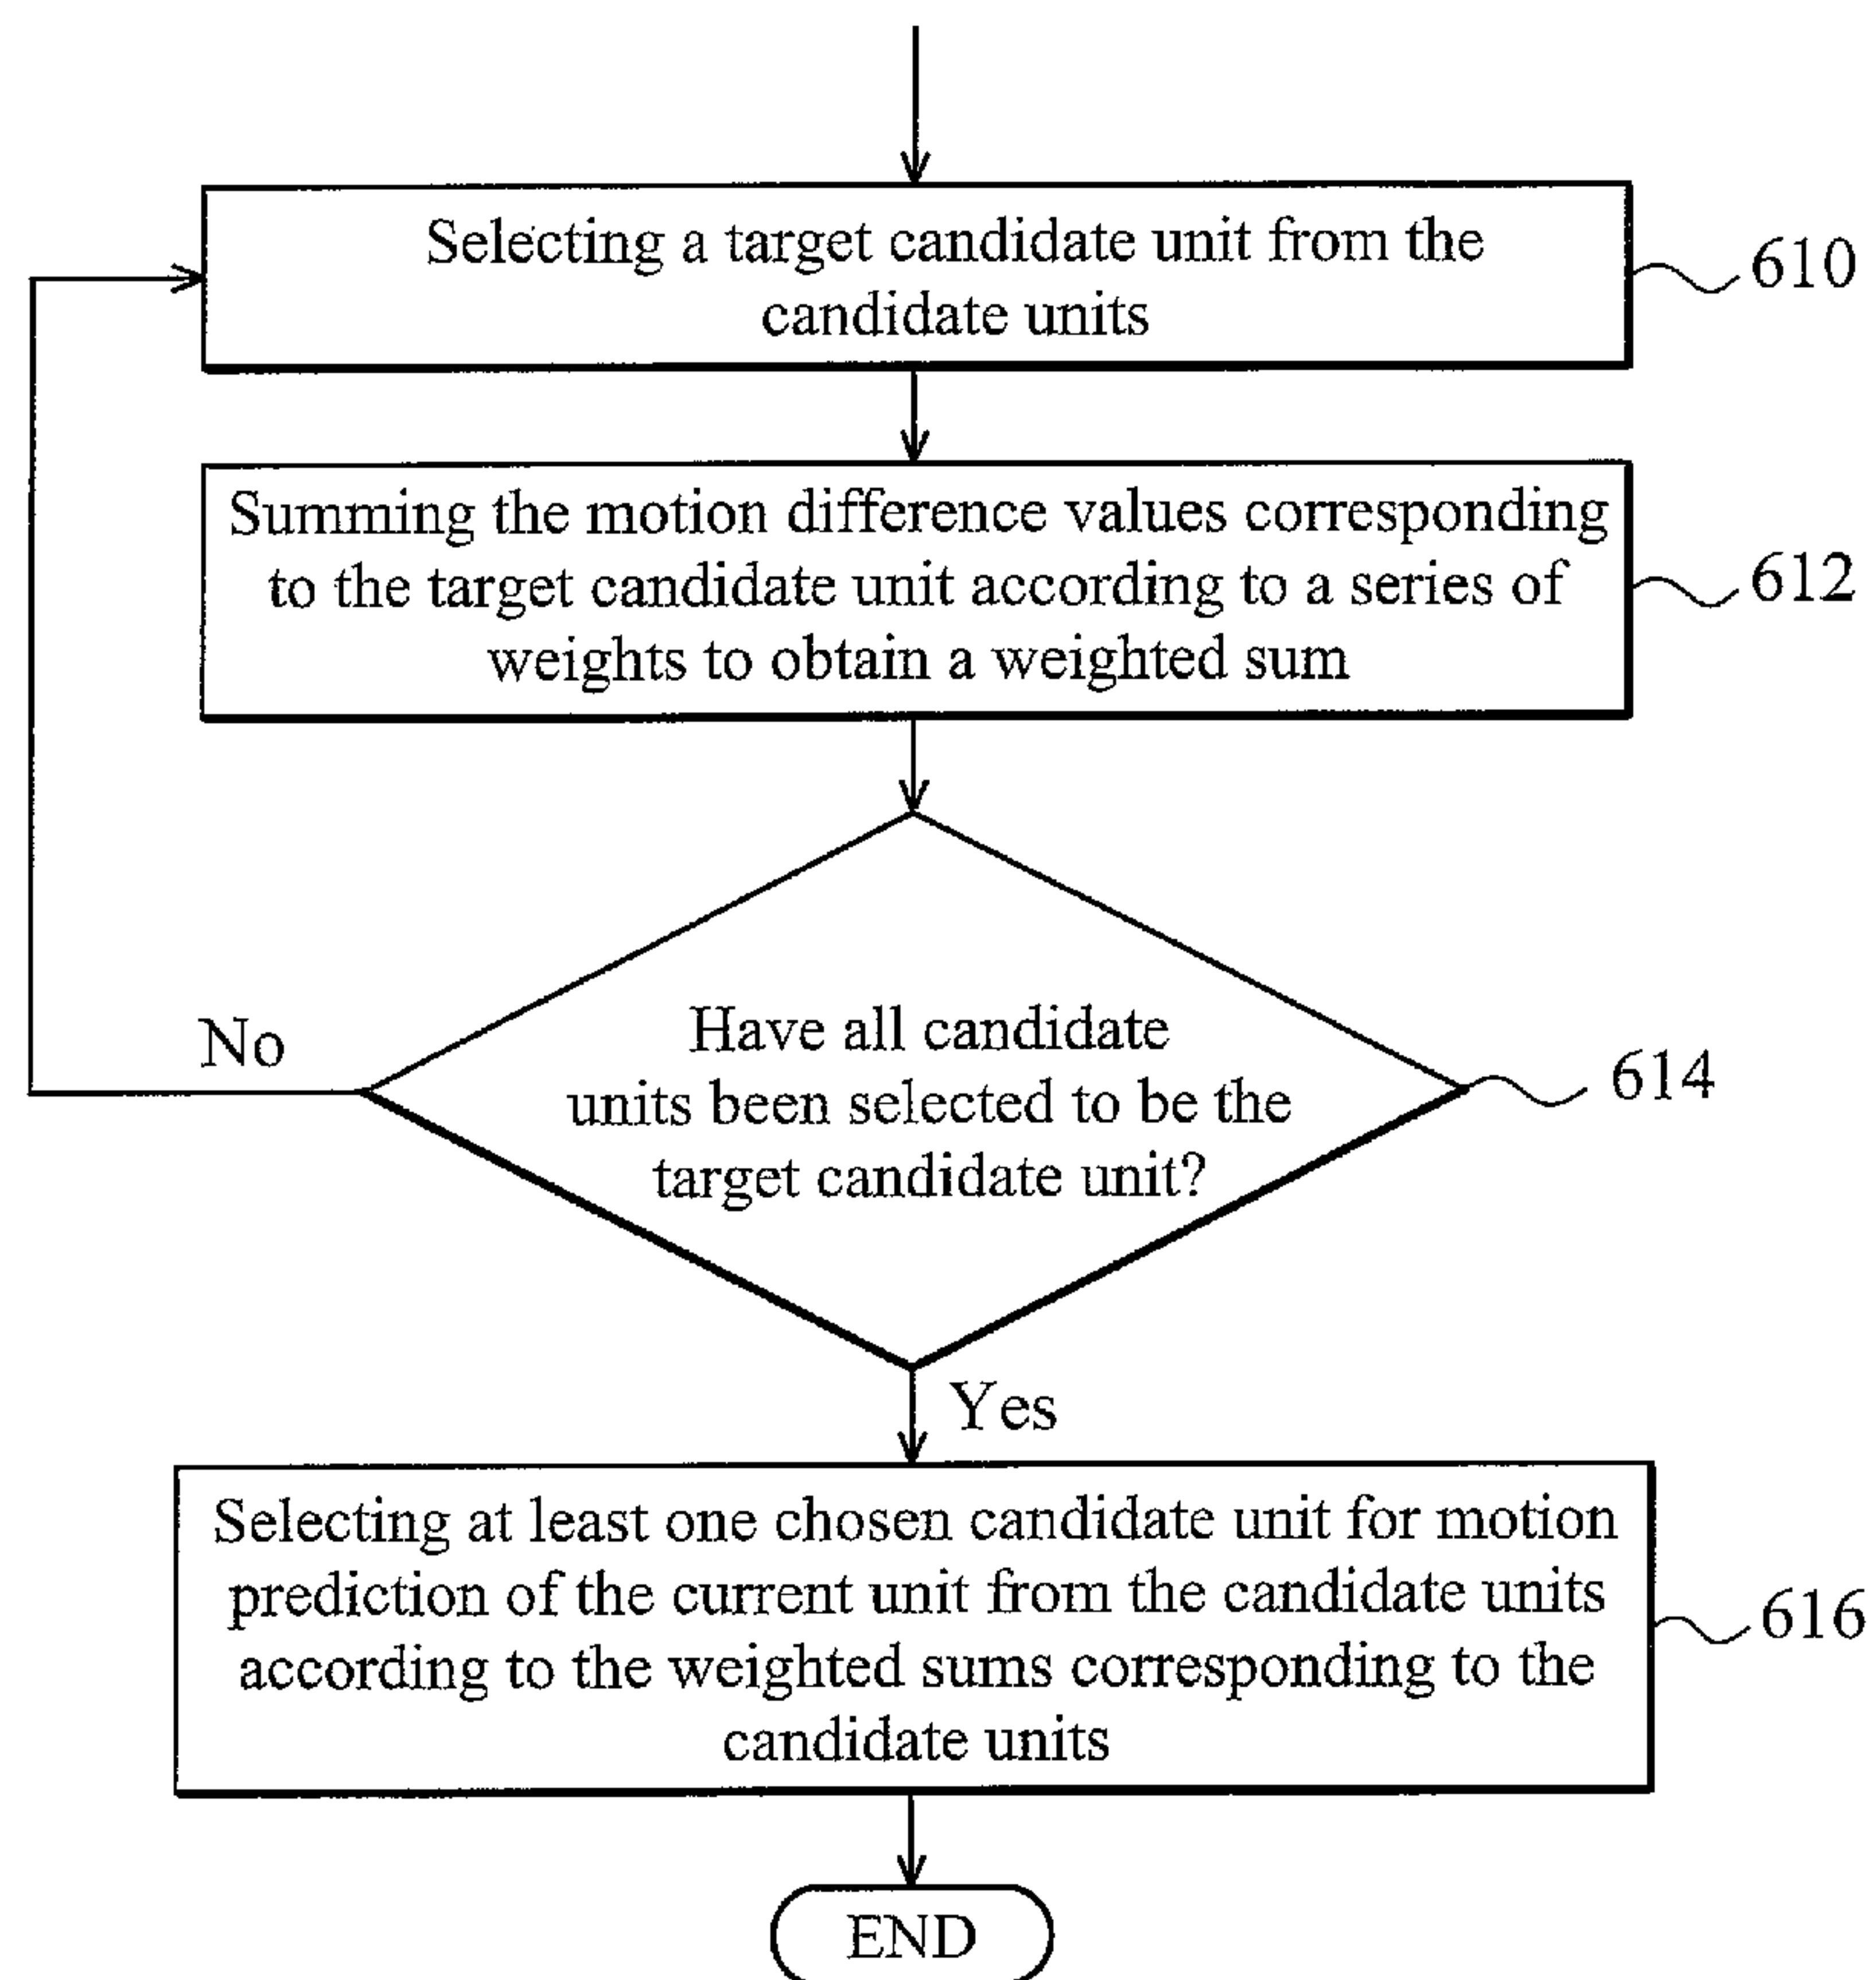 Selecting a target candidate unit from the
candidate units
610
Summing the motion difference values corresponding
to the target candidate unit according to a series of
weights to obtain a weighted sum
612
Have all candidate
units been selected to be the
target candidate unit?
614
No
Yes
Selecting at least one chosen candidate unit for motion
prediction of the current unit from the candidate units
according to the weighted sums corresponding to the
candidate units
616
END